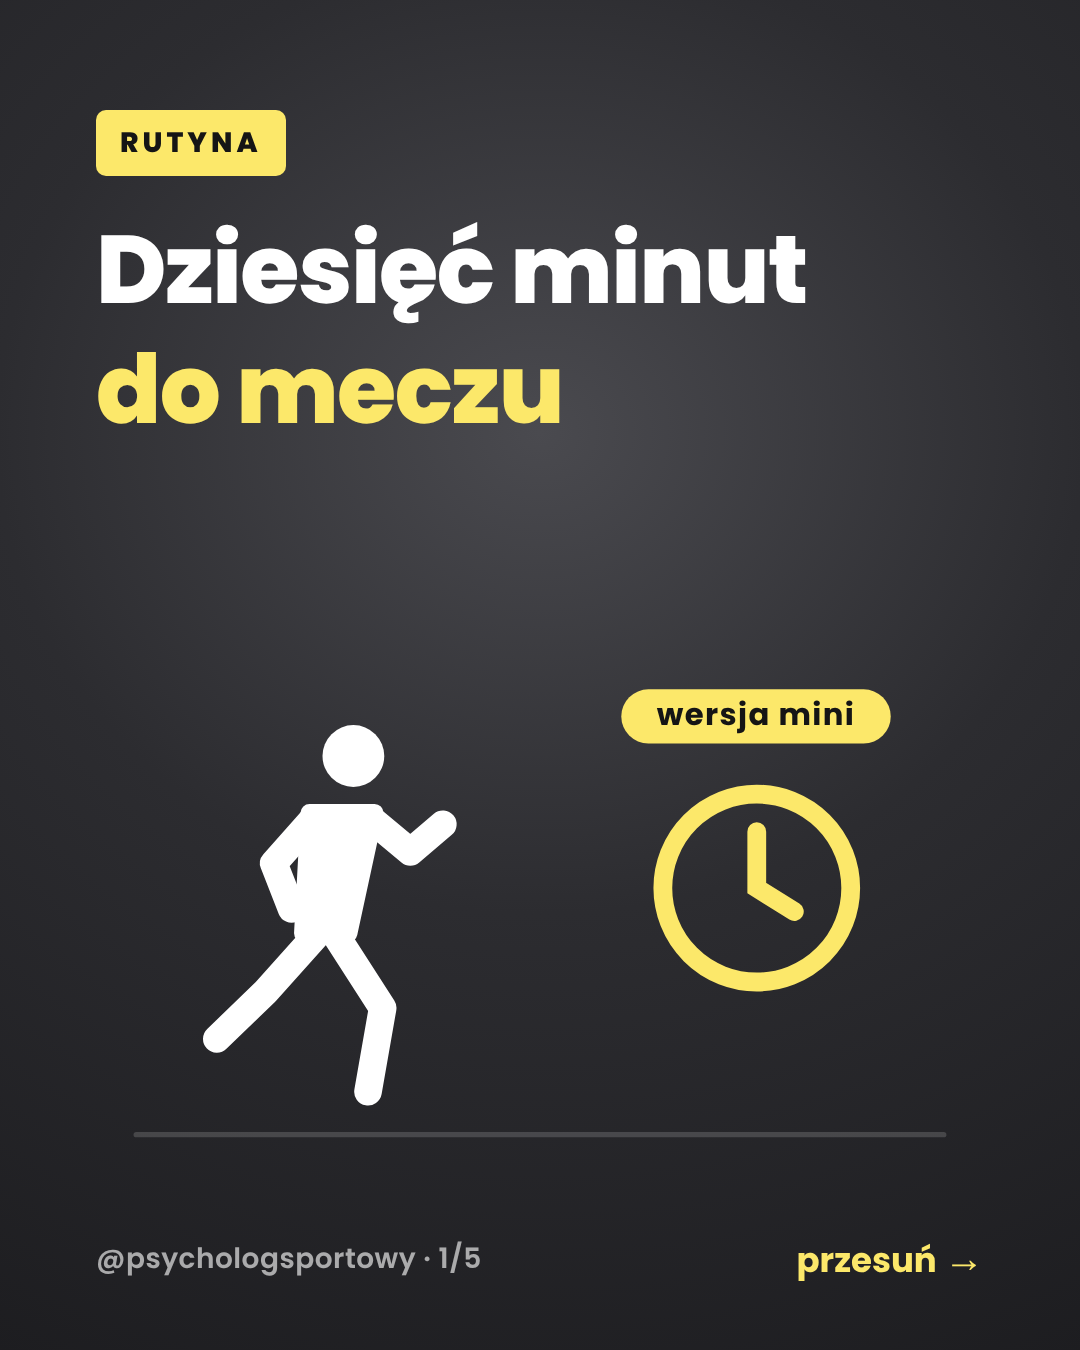 RUTYNA
Dziesięć minut
do meczu
wersja mini
@psychologsportowy · 1/5
przesuń →